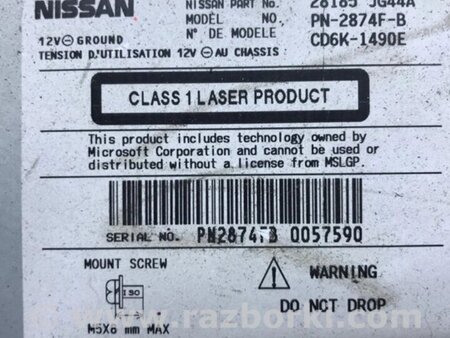 NISSAN
NISSAN PART No. 28185 JG44A
MODEL No PN-2874F-B
N° DE MODELE CD6K-1490E
12V⊖GROUND
TENSION D'UTILISATION 12V⊖AU CHASSIS:
CLASS 1 LASER PRODUCT
This product includes technology owned by
Microsoft Corporation and cannot be used or
distributed without a license from MSLGP.
SERIAL NO. PN2874FB 0057590
MOUNT SCREW
WARNING
ISO
DO NOT DROP
M5X8 mm MAX
www.razborki.com